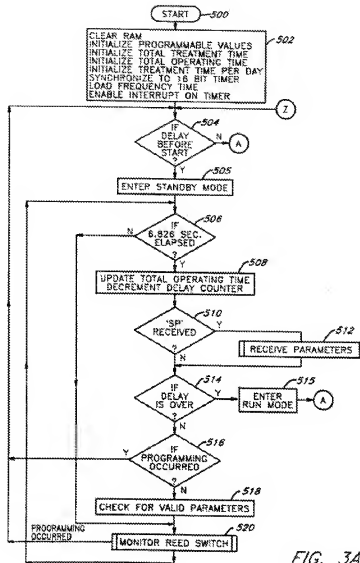 START
500
CLEAR RAM
INITIALIZE PROGRAMMABLE VALUES
INITIALIZE TOTAL TREATMENT TIME
INITIALIZE TOTAL OPERATING TIME
INITIALIZE TREATMENT TIME PER DAY
SYNCHRONIZE TO 16 BIT TIMER
LOAD FREQUENCY TIME
ENABLE INTERRUPT ON TIMER
502
Z
IF
DELAY
BEFORE
START
?
504
N
A
Y
505
ENTER STANDBY MODE
IF
6.826 SEC.
ELAPSED
?
506
N
Y
508
UPDATE TOTAL OPERATING TIME
DECREMENT DELAY COUNTER
'SP'
RECEIVED
?
510
Y
512
RECEIVE PARAMETERS
N
IF
DELAY
IS OVER
?
514
Y
ENTER
RUN MODE
515
A
N
IF
PROGRAMMING
OCCURRED
?
516
Y
N
518
CHECK FOR VALID PARAMETERS
PROGRAMMING
OCCURRED
520
MONITOR REED SWITCH
FIG. 3A